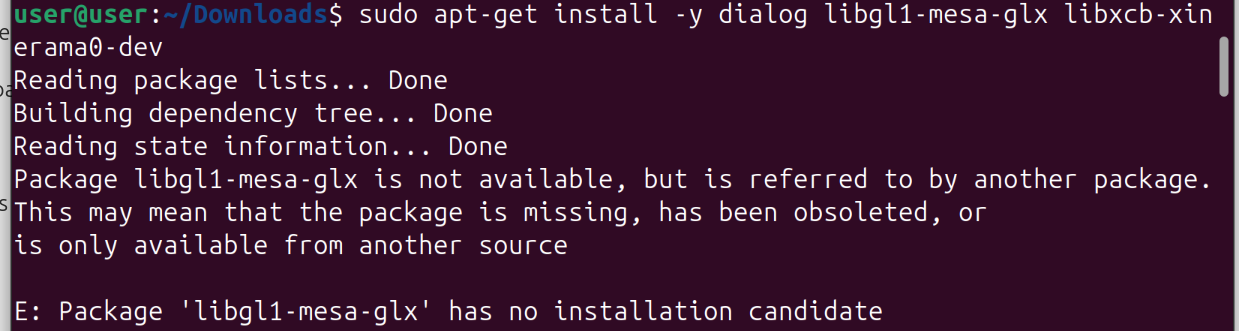 user@user:~/Downloads$ sudo apt-get install -y dialog libgl1-mesa-glx libxcb-xin
erama0-dev
Reading package lists... Done
Building dependency tree... Done
Reading state information... Done
Package libgl1-mesa-glx is not available, but is referred to by another package.
This may mean that the package is missing, has been obsoleted, or
is only available from another source
E: Package 'libgl1-mesa-glx' has no installation candidate